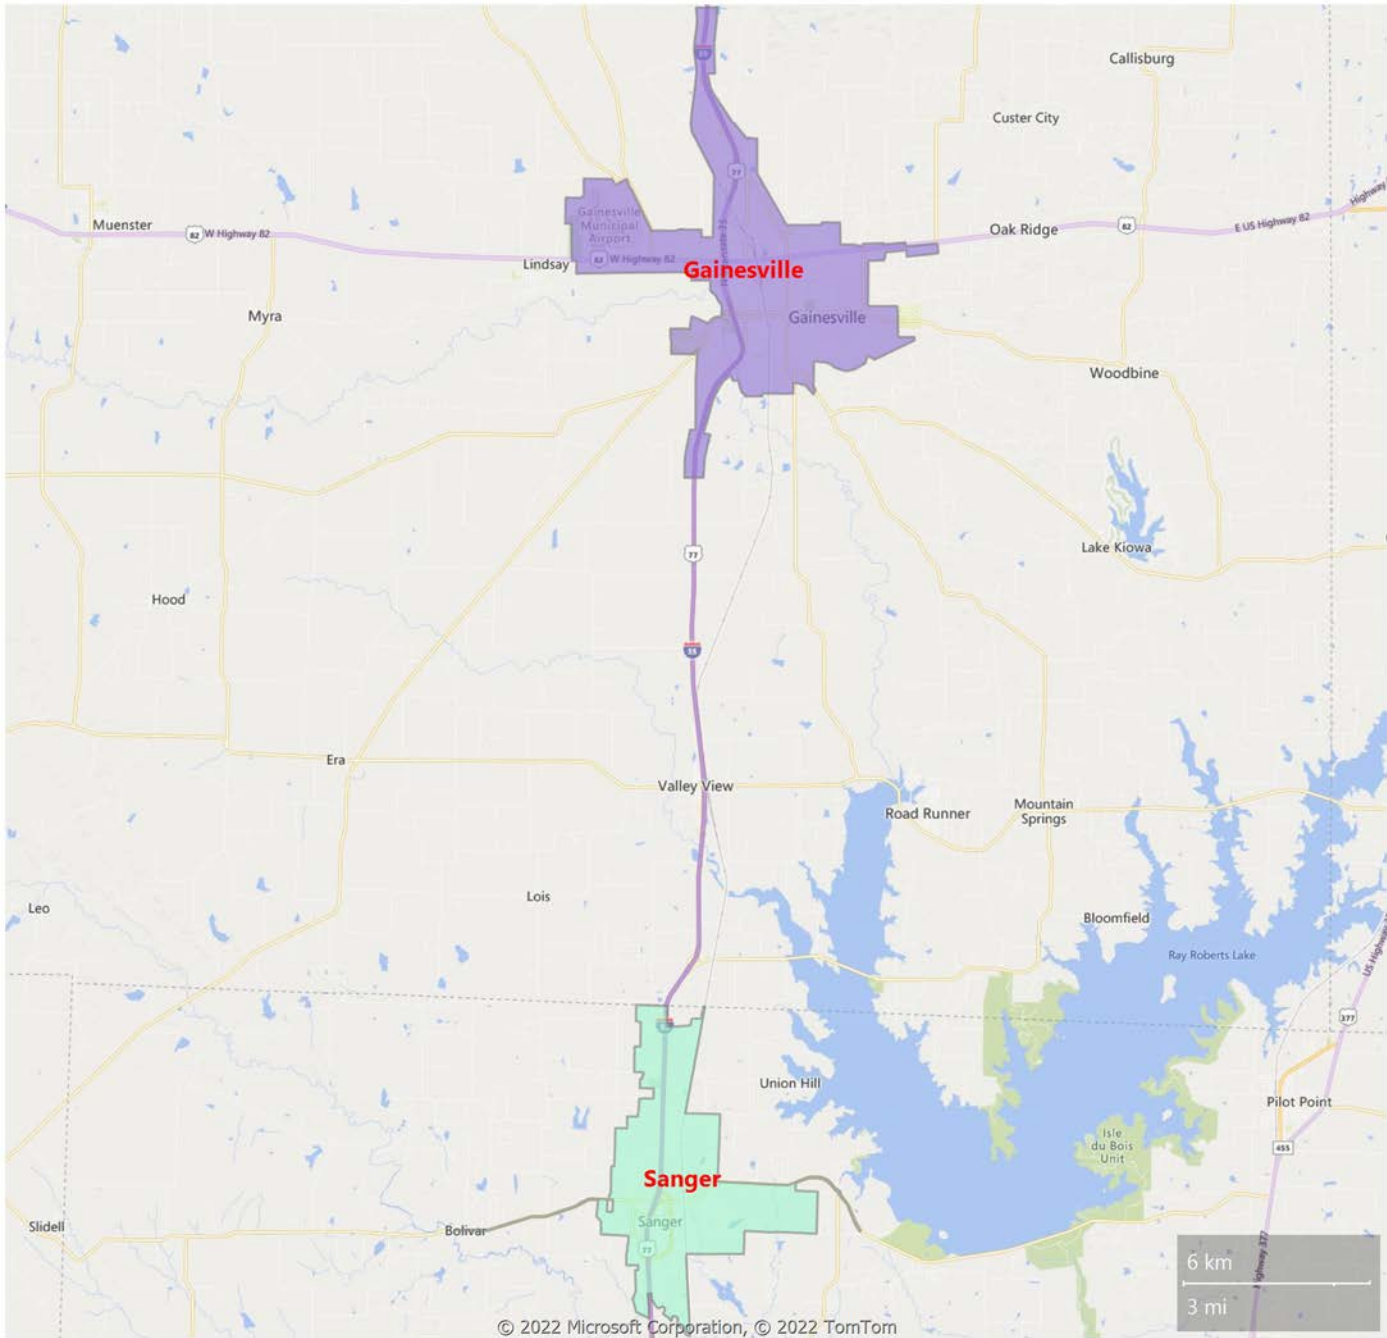 Callisburg
35
Custer City
77
Gainesville
Municipal
Airport
Highway
Muenster
82
W Highway 82
N Interstate 35
Oak Ridge
82
E US Highway 82
Lindsay
82
W Highway 82
Gainesville
Myra
Gainesville
Woodbine
Lake Kiowa
77
Hood
35
Era
Valley View
Road Runner
Mountain
Springs
Lois
Leo
Bloomfield
Ray Roberts Lake
US Highway
377
Union Hill
Pilot Point
Isle
du Bois
Unit
455
Sanger
Slidell
Bolivar
Sanger
77
Highway 377
6 km
3 mi
© 2022 Microsoft Corporation, © 2022 TomTom